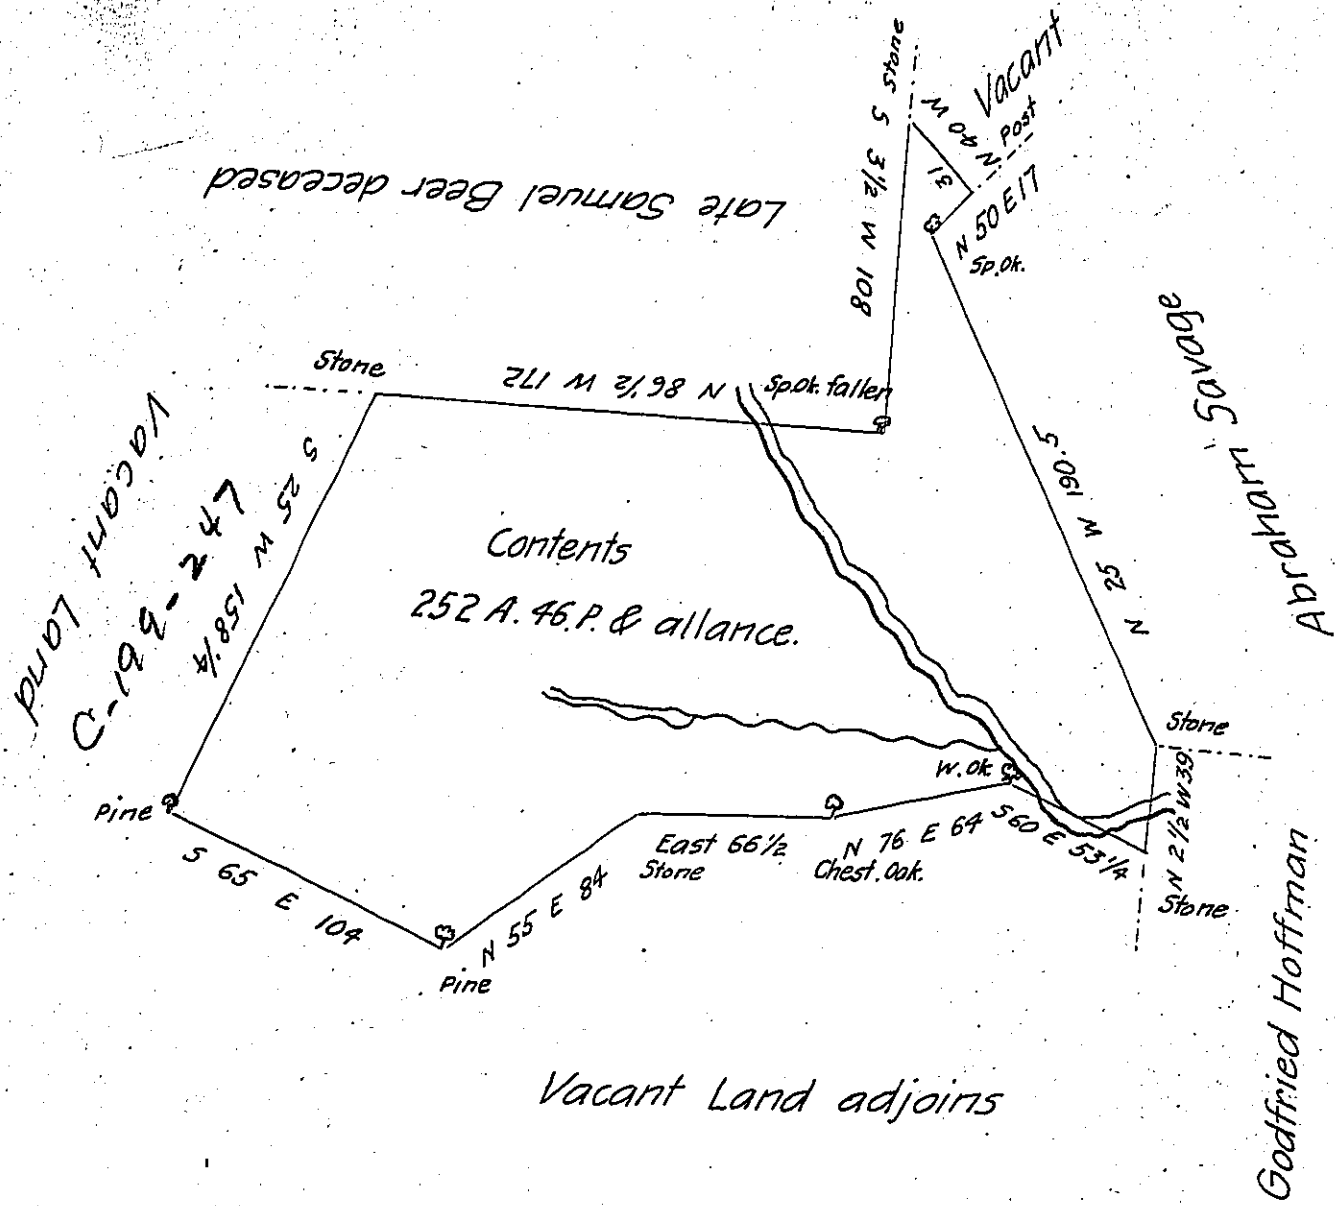 Late Samuel Beer deceased
Stone
S 3½ W 108
Vacant
N 40 W 31
Post
N 50 E 17
Sp.Ok.
Abraham Savage
N 25 W 190.5
Stone
N 86½ W 172
Sp.Ok. fallen
Vacant Land
C-199-247
S 25 W 158¼
Contents
252 A. 46.P. & allance.
Pine
S 65 E 104
Pine
N 55 E 84
East 66½
Stone
N 76 E 64
Chest.Oak.
W.Ok
S 60 E 53¼
Stone
N 2½ W 39
Stone
Godfried Hoffman
Vacant Land adjoins